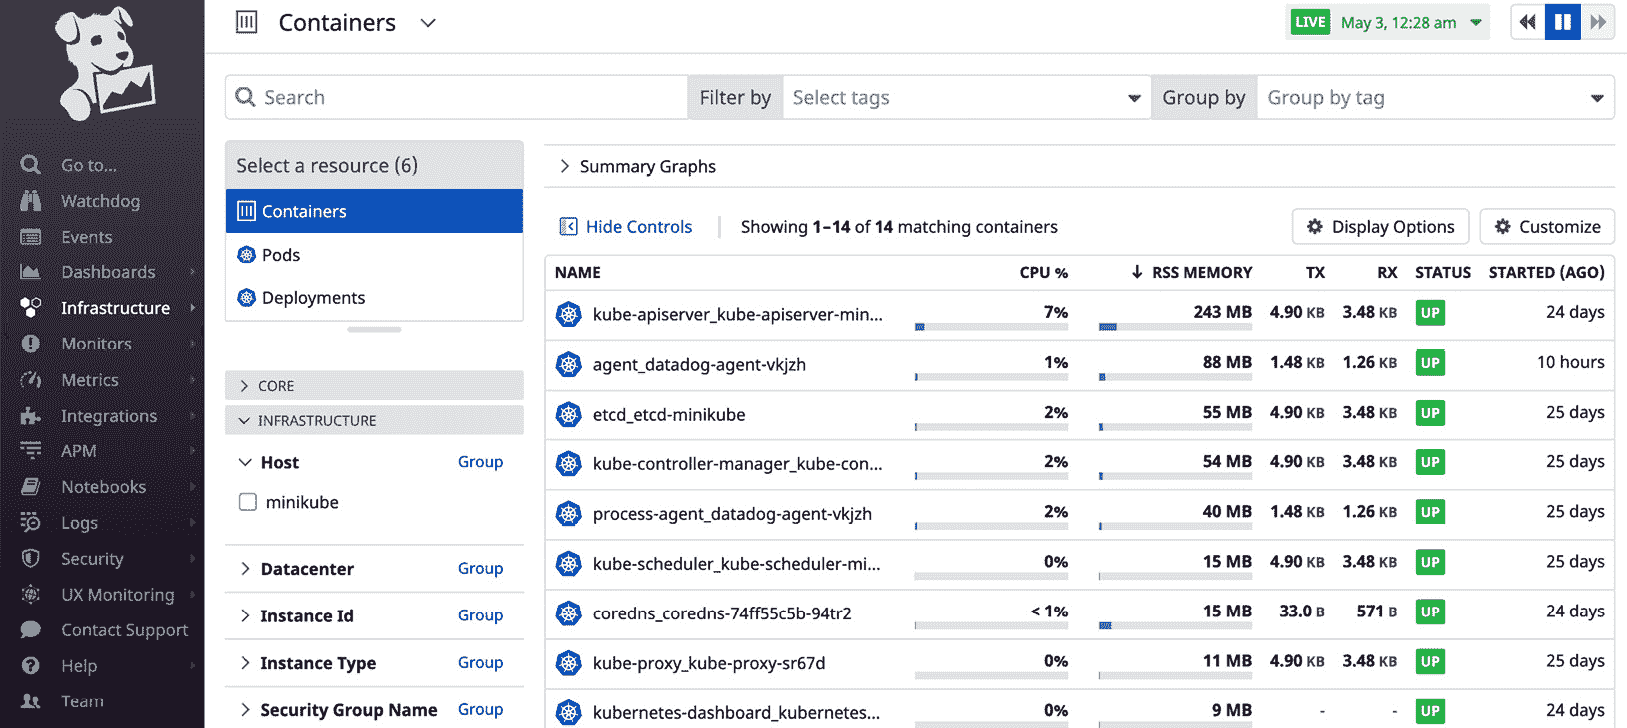 Containers
LIVE May 3, 12:28 am
Search Filter by Select tags Group by Group by tag
Go to...
Watchdog
Events
Dashboards
Infrastructure
Monitors
Metrics
Integrations
APM
Notebooks
Logs
Security
UX Monitoring
Contact Support
Help
Team
Select a resource (6)
Containers
Pods
Deployments
CORE
INFRASTRUCTURE
Host Group
minikube
Datacenter Group
Instance Id Group
Instance Type Group
Security Group Name Group
Summary Graphs
Hide Controls Showing 1–14 of 14 matching containers Display Options Customize
NAME CPU % ↓ RSS MEMORY TX RX STATUS STARTED (AGO)
kube-apiserver_kube-apiserver-min... 7% 243 MB 4.90 KB 3.48 KB UP 24 days
agent_datadog-agent-vkjzh 1% 88 MB 1.48 KB 1.26 KB UP 10 hours
etcd_etcd-minikube 2% 55 MB 4.90 KB 3.48 KB UP 25 days
kube-controller-manager_kube-con... 2% 54 MB 4.90 KB 3.48 KB UP 25 days
process-agent_datadog-agent-vkjzh 2% 40 MB 1.48 KB 1.26 KB UP 25 days
kube-scheduler_kube-scheduler-mi... 0% 15 MB 4.90 KB 3.48 KB UP 25 days
coredns_coredns-74ff55c5b-94tr2 < 1% 15 MB 33.0 B 571 B UP 24 days
kube-proxy_kube-proxy-sr67d 0% 11 MB 4.90 KB 3.48 KB UP 25 days
kubernetes-dashboard_kubernetes... 0% 9 MB - - UP 24 days